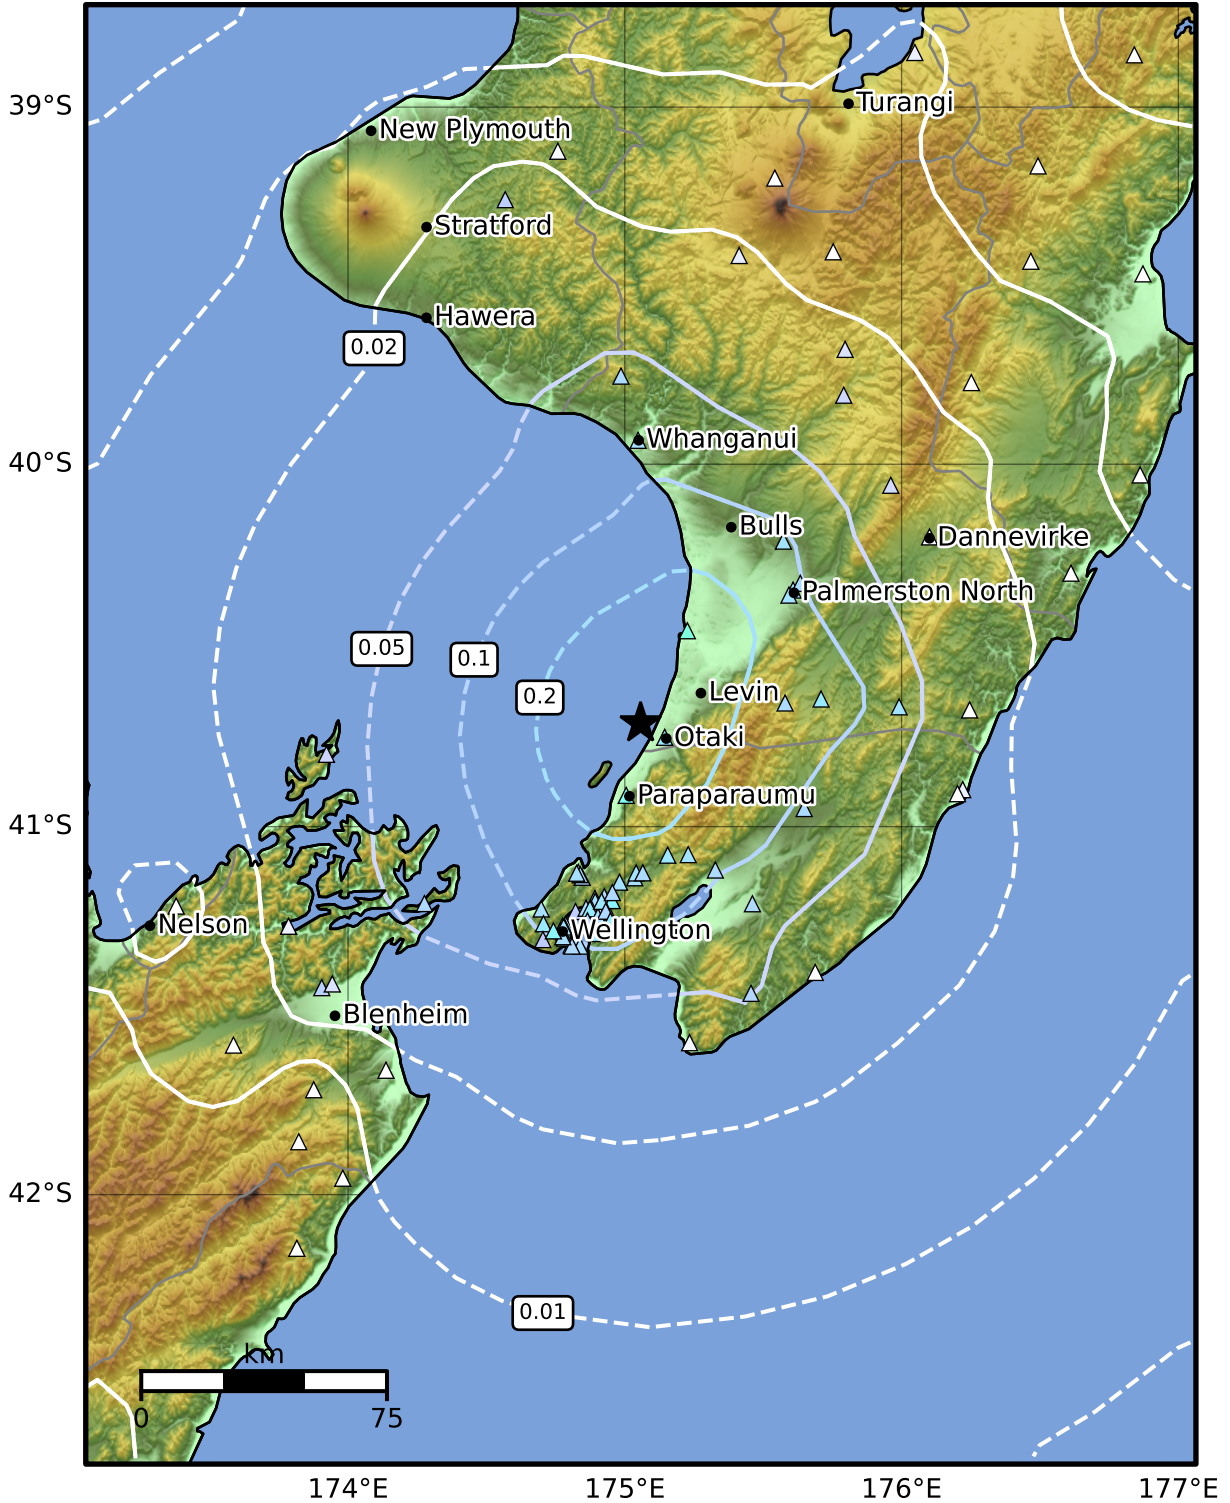 39°S
Turangi
New Plymouth
Stratford
Hawera
0.02
Whanganui
40°S
Bulls
Dannevirke
Palmerston North
0.05
0.1
0.2
Levin
Otaki
Paraparaumu
41°S
Nelson
Wellington
Blenheim
42°S
0.01
km
0
75
174°E
175°E
176°E
177°E